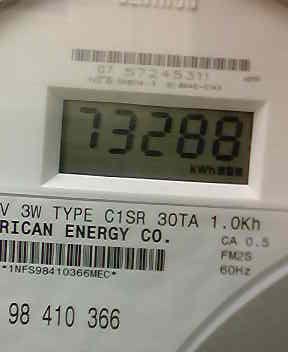 07 57245311
73288
kWh
V 3W TYPE C1SR 30TA 1.0Kh
RICAN ENERGY CO.
CA 0.5
FM2S
60Hz
*1NFS98410366MEC*
98 410 366